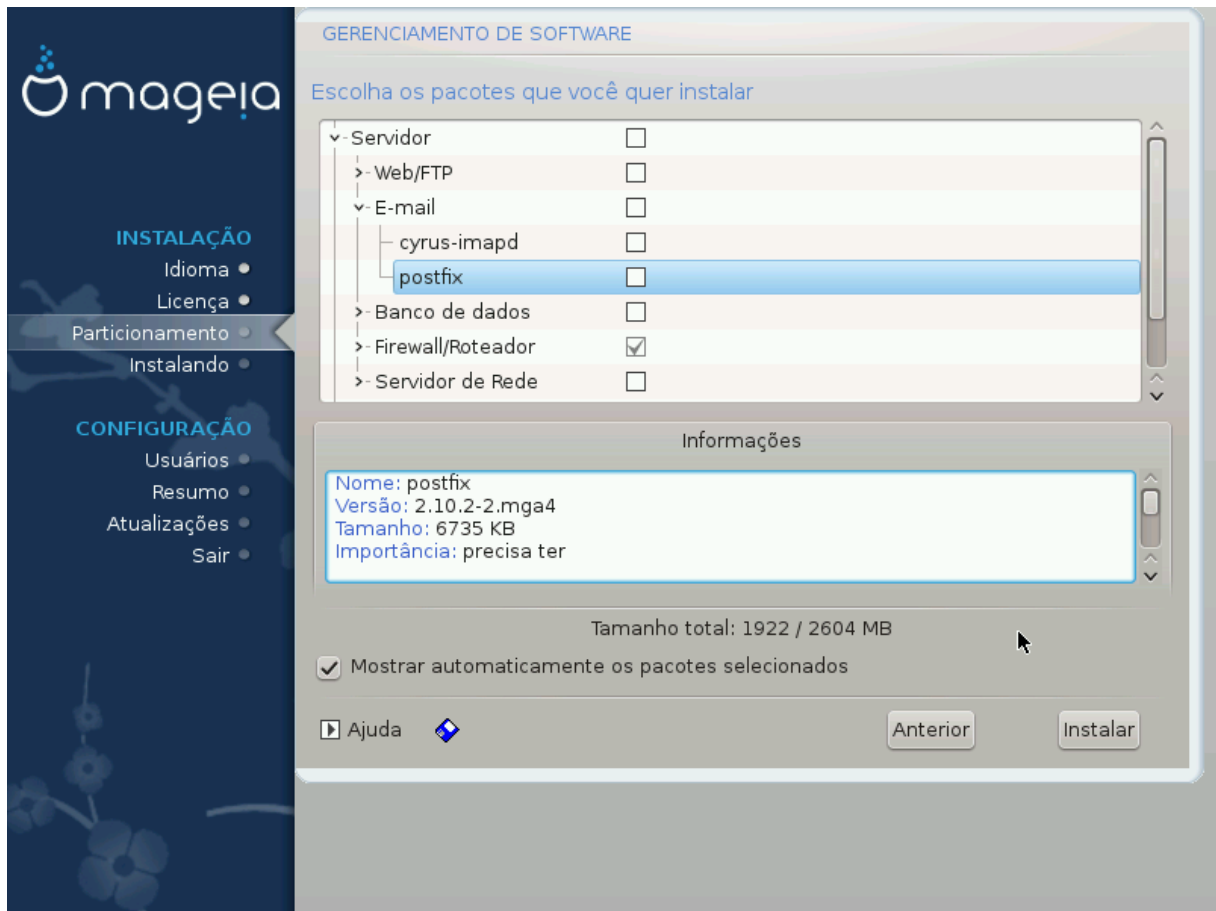 mageia
INSTALAÇÃO
Idioma
Licença
Particionamento
Instalando
CONFIGURAÇÃO
Usuários
Resumo
Atualizações
Sair
GERENCIAMENTO DE SOFTWARE
Escolha os pacotes que você quer instalar
Servidor
Web/FTP
E-mail
cyrus-imapd
postfix
Banco de dados
Firewall/Roteador
Servidor de Rede
Informações
Nome: postfix
Versão: 2.10.2-2.mga4
Tamanho: 6735 KB
Importância: precisa ter
Tamanho total: 1922 / 2604 MB
Mostrar automaticamente os pacotes selecionados
Ajuda
Anterior
Instalar